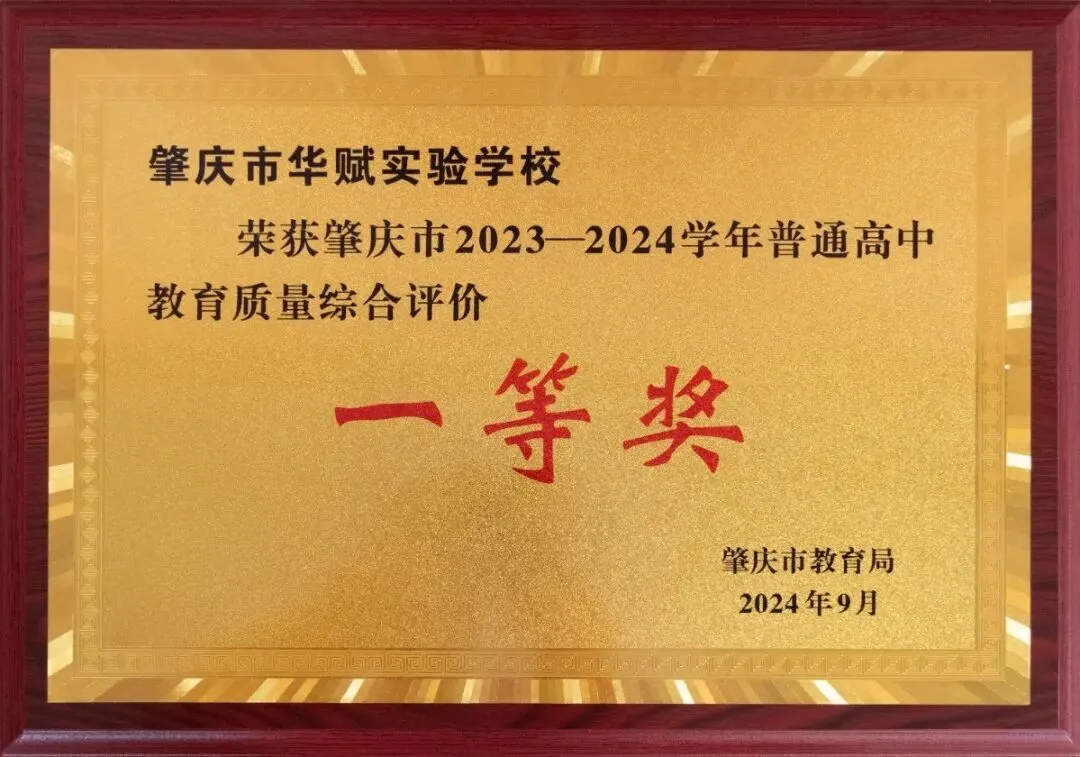 肇庆市华赋实验学校
荣获肇庆市2023—2024学年普通高中
教育质量综合评价
一等奖
肇庆市教育局
2024年9月